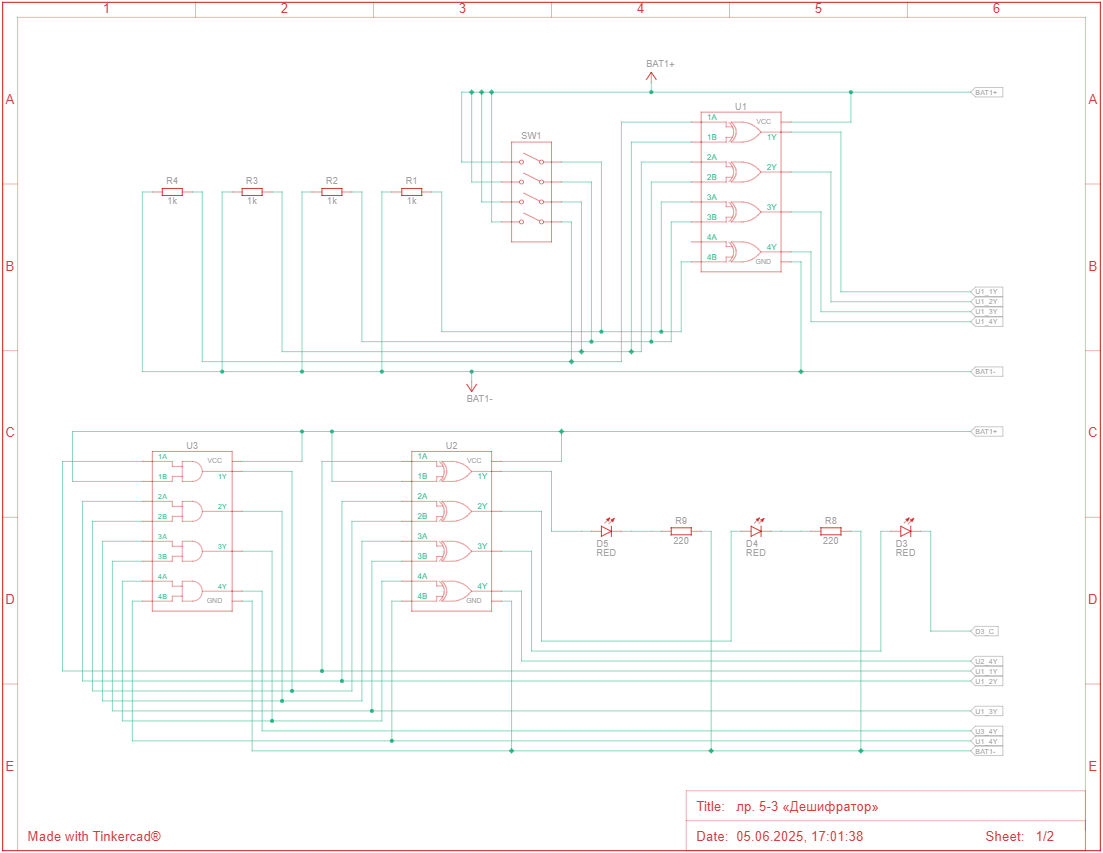 1 2 3 4 5 6
A A
B B
C C
D D
E E
BAT1+
BAT1+
U1
1A VCC
1B 1Y
2A 2Y
2B
3A 3Y
3B
4A 4Y
4B GND
SW1
R4 R3 R2 R1
1k 1k 1k 1k
U1_1Y
U1_2Y
U1_3Y
U1_4Y
BAT1-
BAT1-
BAT1+
U3
1A VCC
1B 1Y
2A 2Y
2B
3A 3Y
3B
4A 4Y
4B GND
U2
1A VCC
1B 1Y
2A 2Y
2B
3A 3Y
3B
4A 4Y
4B GND
D5
RED
R9
220
D4
RED
R8
220
D3
RED
D3_C
U2_4Y
U1_1Y
U1_2Y
U1_3Y
U3_4Y
U1_4Y
BAT1-
Title: лр. 5-3 «Дешифратор»
Made with Tinkercad®
Date: 05.06.2025, 17:01:38 Sheet: 1/2